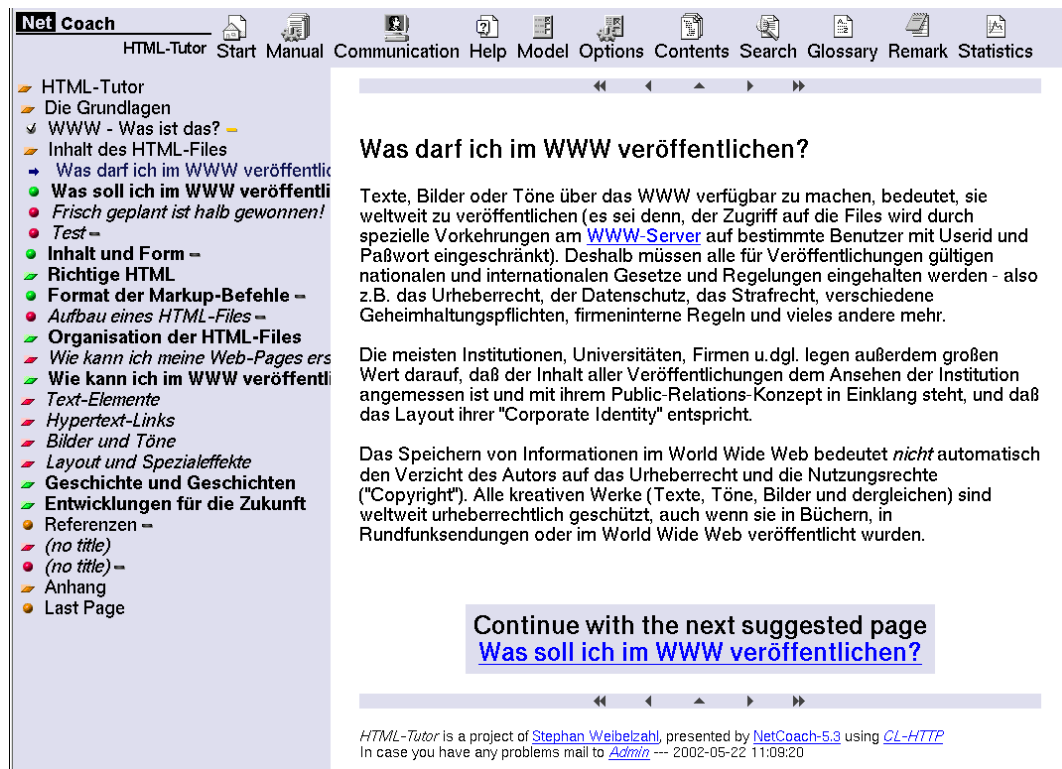 Net Coach
HTML-Tutor
Start Manual Communication Help Model Options Contents Search Glossary Remark Statistics
HTML-Tutor
Die Grundlagen
WWW - Was ist das?
Inhalt des HTML-Files
Was darf ich im WWW veröffentlic
Was soll ich im WWW veröffentli
Frisch geplant ist halb gewonnen!
Test
Inhalt und Form
Richtige HTML
Format der Markup-Befehle
Aufbau eines HTML-Files
Organisation der HTML-Files
Wie kann ich meine Web-Pages ers
Wie kann ich im WWW veröffentli
Text-Elemente
Hypertext-Links
Bilder und Töne
Layout und Spezialeffekte
Geschichte und Geschichten
Entwicklungen für die Zukunft
Referenzen
(no title)
(no title)
Anhang
Last Page
Was darf ich im WWW veröffentlichen?
Texte, Bilder oder Töne über das WWW verfügbar zu machen, bedeutet, sie
weltweit zu veröffentlichen (es sei denn, der Zugriff auf die Files wird durch
spezielle Vorkehrungen am WWW-Server auf bestimmte Benutzer mit Userid und
Paßwort eingeschränkt). Deshalb müssen alle für Veröffentlichungen gültigen
nationalen und internationalen Gesetze und Regelungen eingehalten werden - also
z.B. das Urheberrecht, der Datenschutz, das Strafrecht, verschiedene
Geheimhaltungspflichten, firmeninterne Regeln und vieles andere mehr.
Die meisten Institutionen, Universitäten, Firmen u.dgl. legen außerdem großen
Wert darauf, daß der Inhalt aller Veröffentlichungen dem Ansehen der Institution
angemessen ist und mit ihrem Public-Relations-Konzept in Einklang steht, und daß
das Layout ihrer "Corporate Identity" entspricht.
Das Speichern von Informationen im World Wide Web bedeutet nicht automatisch
den Verzicht des Autors auf das Urheberrecht und die Nutzungsrechte
("Copyright"). Alle kreativen Werke (Texte, Töne, Bilder und dergleichen) sind
weltweit urheberrechtlich geschützt, auch wenn sie in Büchern, in
Rundfunksendungen oder im World Wide Web veröffentlicht wurden.
Continue with the next suggested page
Was soll ich im WWW veröffentlichen?
HTML-Tutor is a project of Stephan Weibelzahl, presented by NetCoach-5.3 using CL-HTTP
In case you have any problems mail to Admin --- 2002-05-22 11:09:20